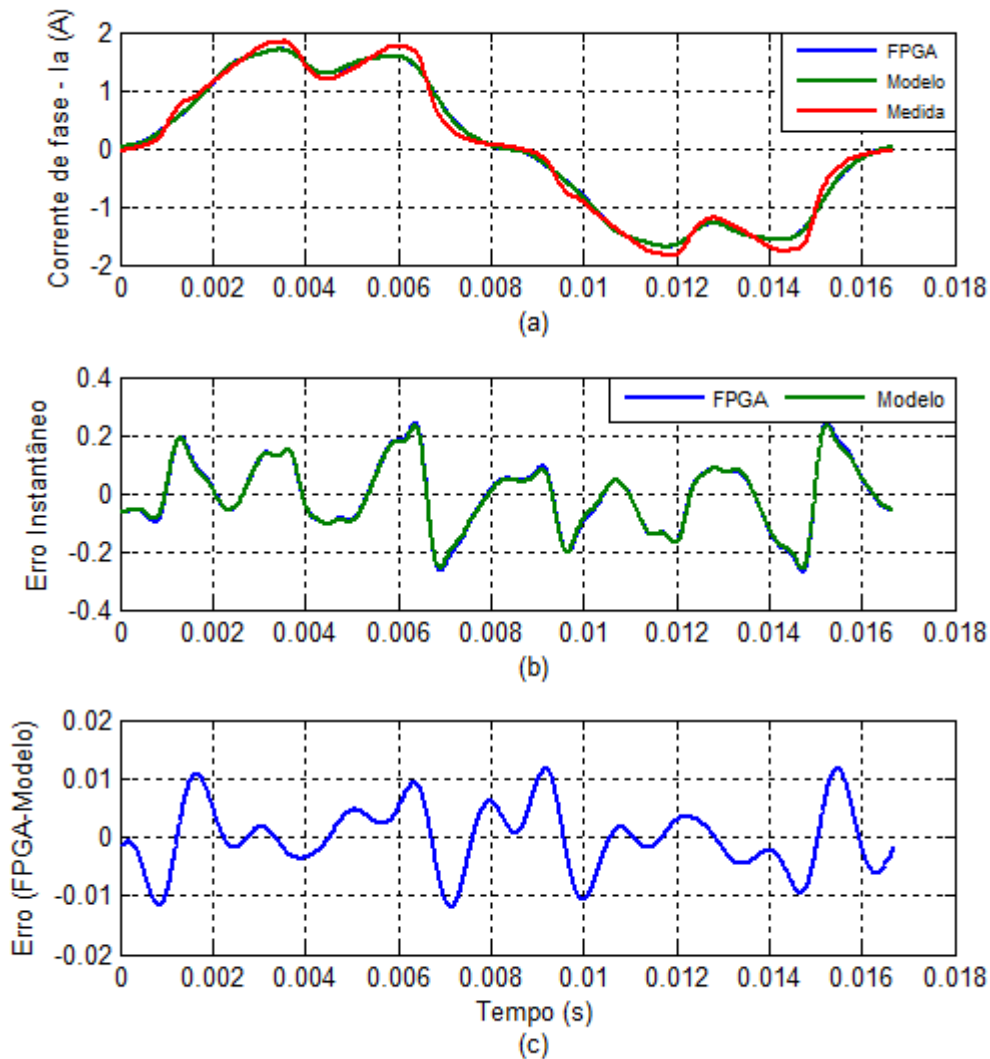 Corrente de fase - Ia (A)
2
1
0
-1
-2
FPGA
Modelo
Medida
0 0.002 0.004 0.006 0.008 0.01 0.012 0.014 0.016 0.018
(a)
Erro Instantâneo
0.4
0.2
0
-0.2
-0.4
FPGA Modelo
0 0.002 0.004 0.006 0.008 0.01 0.012 0.014 0.016 0.018
(b)
Erro (FPGA-Modelo)
0.02
0.01
0
-0.01
-0.02
0 0.002 0.004 0.006 0.008 0.01 0.012 0.014 0.016 0.018
Tempo (s)
(c)